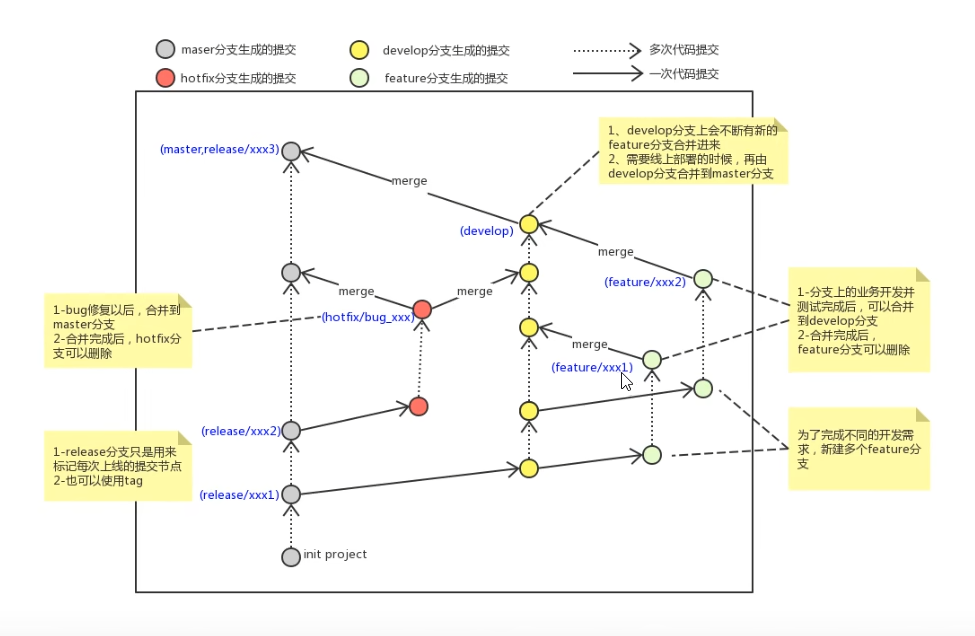 maser分支生成的提交
develop分支生成的提交
多次代码提交
hotfix分支生成的提交
feature分支生成的提交
一次代码提交
1、develop分支上会不断有新的
feature分支合并进来
2、需要线上部署的时候，再由
develop分支合并到master分支
(master,release/xxx3)
merge
(develop)
merge
(feature/xxx2)
merge
merge
1-bug修复以后，合并到
master分支
2-合并完成后，hotfix分
支可以删除
(hotfix/bug_xxx)
1-分支上的业务开发并
测试完成后，可以合并
到develop分支
2-合并完成后，
feature分支可以删除
merge
(feature/xxx1)
(release/xxx2)
为了完成不同的开发需
求，新建多个feature分
支
1-release分支只是用来
标记每次上线的提交节点
2-也可以使用tag
(release/xxx1)
init project